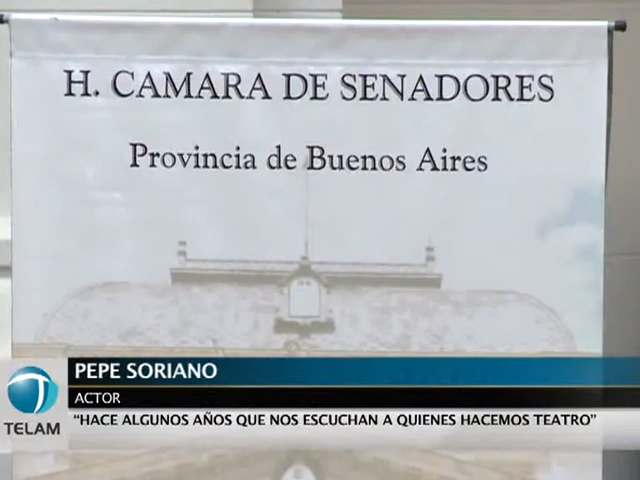 H. CAMARA DE SENADORES
Provincia de Buenos Aires
PEPE SORIANO
ACTOR
“HACE ALGUNOS AÑOS QUE NOS ESCUCHAN A QUIENES HACEMOS TEATRO”
TELAM